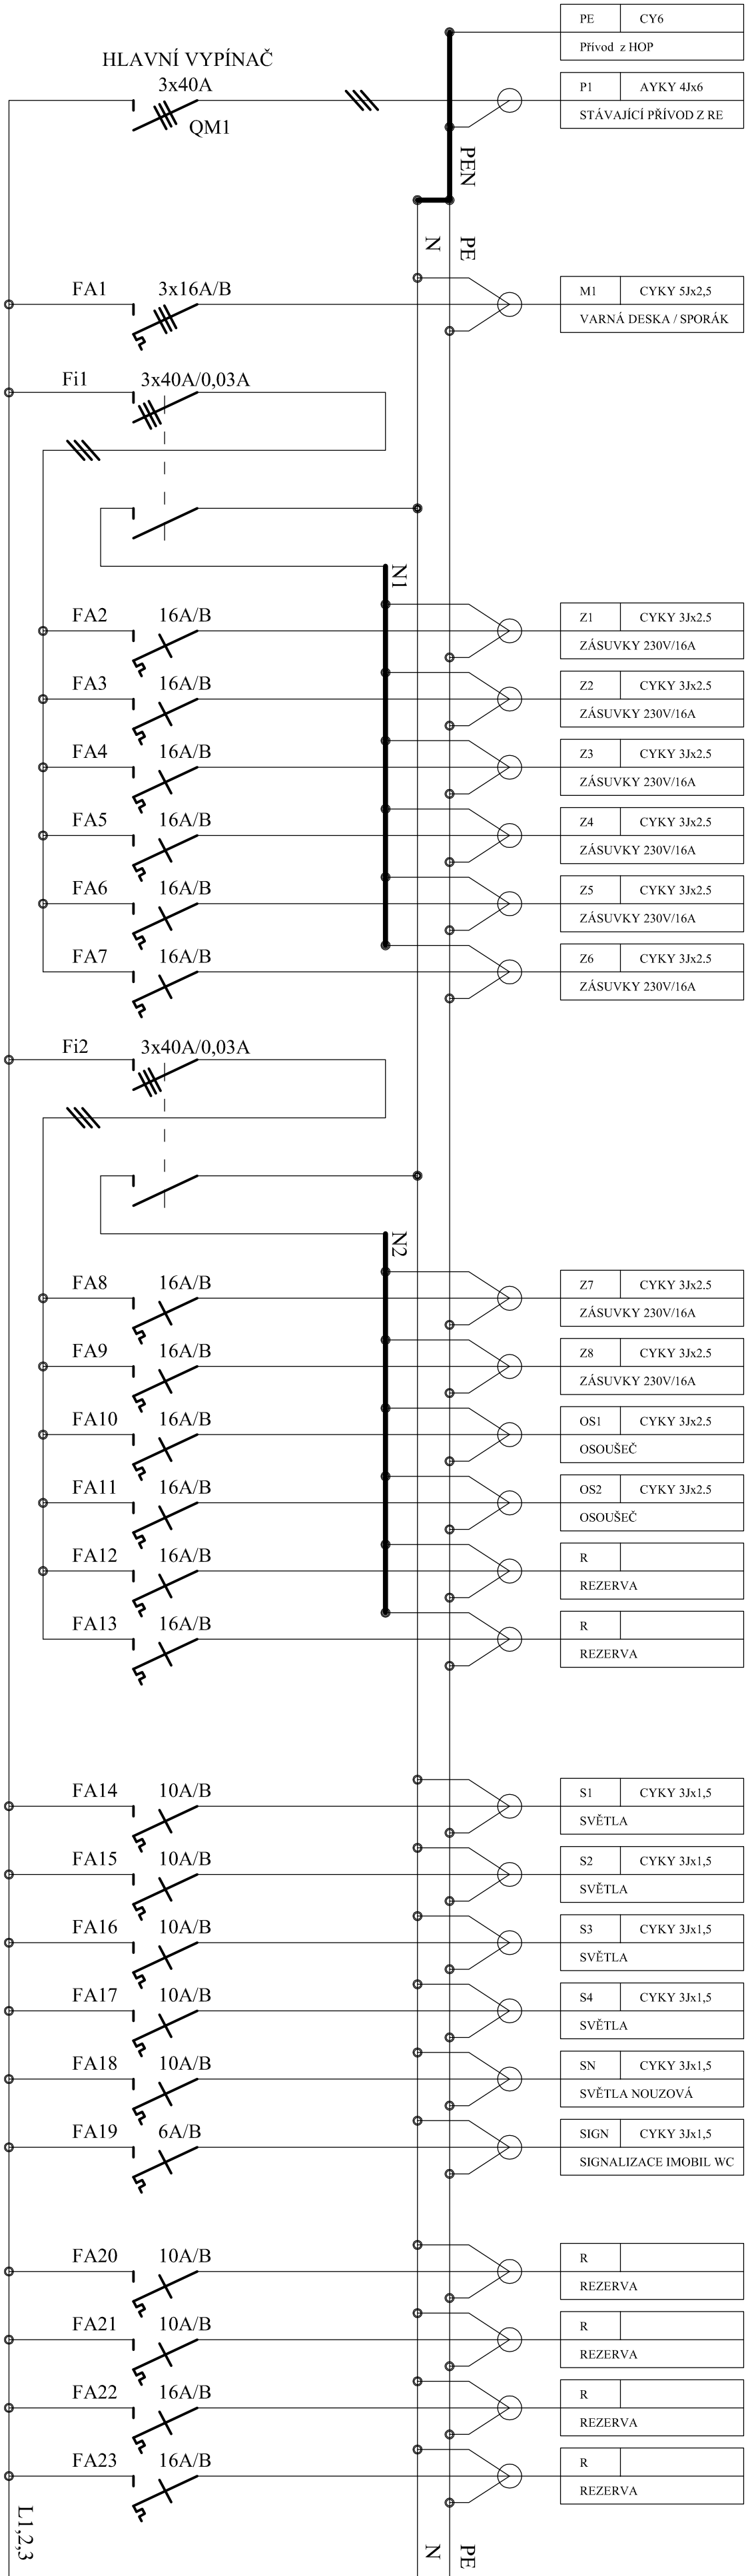 PE CY6
Přívod z HOP
HLAVNÍ VYPÍNAČ
3x40A
QM1
P1 AYKY 4Jx6
STÁVAJÍCÍ PŘÍVOD Z RE
PEN
N
PE
FA1 3x16A/B
M1 CYKY 5Jx2,5
VARNÁ DESKA / SPORÁK
Fi1 3x40A/0,03A
N1
FA2 16A/B
Z1 CYKY 3Jx2.5
ZÁSUVKY 230V/16A
FA3 16A/B
Z2 CYKY 3Jx2.5
ZÁSUVKY 230V/16A
FA4 16A/B
Z3 CYKY 3Jx2.5
ZÁSUVKY 230V/16A
FA5 16A/B
Z4 CYKY 3Jx2.5
ZÁSUVKY 230V/16A
FA6 16A/B
Z5 CYKY 3Jx2.5
ZÁSUVKY 230V/16A
FA7 16A/B
Z6 CYKY 3Jx2.5
ZÁSUVKY 230V/16A
Fi2 3x40A/0,03A
N2
FA8 16A/B
Z7 CYKY 3Jx2.5
ZÁSUVKY 230V/16A
FA9 16A/B
Z8 CYKY 3Jx2.5
ZÁSUVKY 230V/16A
FA10 16A/B
OS1 CYKY 3Jx2.5
OSOUŠEČ
FA11 16A/B
OS2 CYKY 3Jx2.5
OSOUŠEČ
FA12 16A/B
R
REZERVA
FA13 16A/B
R
REZERVA
FA14 10A/B
S1 CYKY 3Jx1,5
SVĚTLA
FA15 10A/B
S2 CYKY 3Jx1,5
SVĚTLA
FA16 10A/B
S3 CYKY 3Jx1,5
SVĚTLA
FA17 10A/B
S4 CYKY 3Jx1,5
SVĚTLA
FA18 10A/B
SN CYKY 3Jx1,5
SVĚTLA NOUZOVÁ
FA19 6A/B
SIGN CYKY 3Jx1,5
SIGNALIZACE IMOBIL WC
FA20 10A/B
R
REZERVA
FA21 10A/B
R
REZERVA
FA22 16A/B
R
REZERVA
FA23 16A/B
R
REZERVA
L1,2,3
N
PE